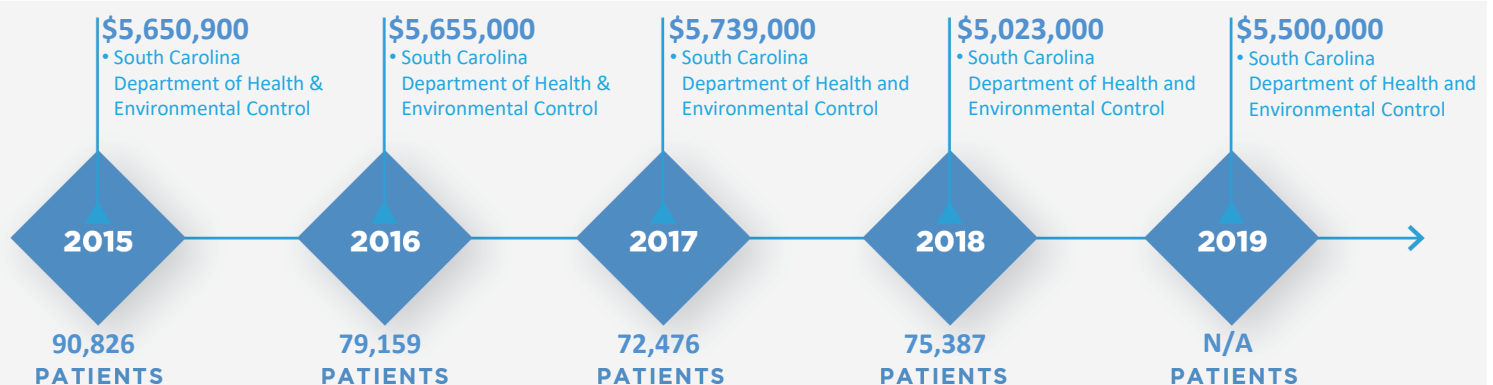 $5,650,900
• South Carolina
Department of Health &
Environmental Control
$5,655,000
• South Carolina
Department of Health &
Environmental Control
$5,739,000
• South Carolina
Department of Health and
Environmental Control
$5,023,000
• South Carolina
Department of Health and
Environmental Control
$5,500,000
• South Carolina
Department of Health and
Environmental Control
2015
2016
2017
2018
2019
90,826
PATIENTS
79,159
PATIENTS
72,476
PATIENTS
75,387
PATIENTS
N/A
PATIENTS